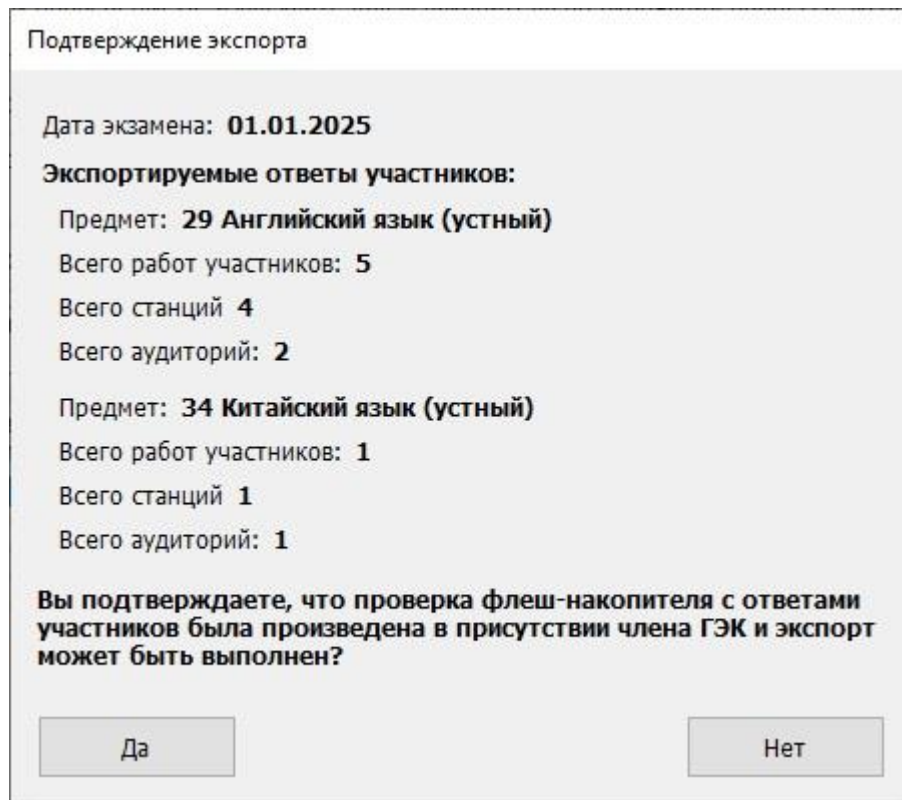 Подтверждение экспорта
Дата экзамена: 01.01.2025
Экспортируемые ответы участников:
Предмет: 29 Английский язык (устный)
Всего работ участников: 5
Всего станций 4
Всего аудиторий: 2
Предмет: 34 Китайский язык (устный)
Всего работ участников: 1
Всего станций 1
Всего аудиторий: 1
Вы подтверждаете, что проверка флеш-накопителя с ответами
участников была произведена в присутствии члена ГЭК и экспорт
может быть выполнен?
Да
Нет